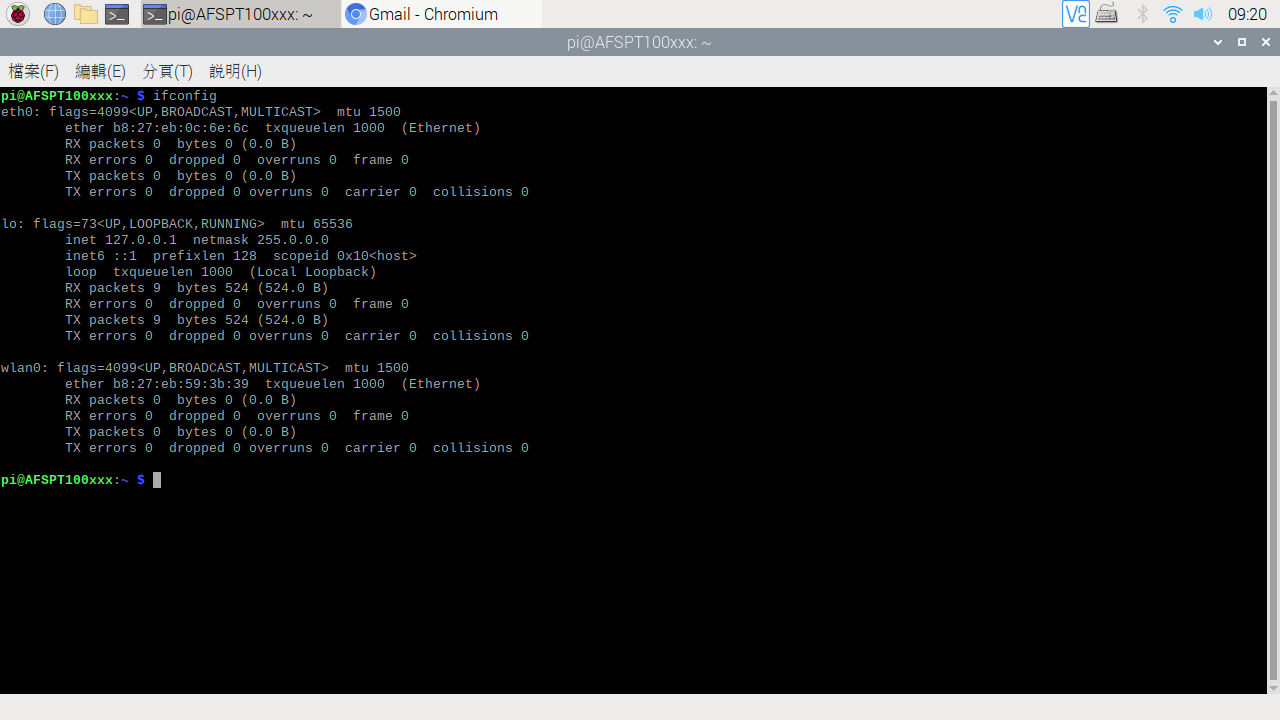 pi@AFSPT100xxx: ~ Gmail - Chromium 09:20
pi@AFSPT100xxx: ~
檔案(F) 編輯(E) 分頁(T) 說明(H)
pi@AFSPT100xxx:~ $ ifconfig
eth0: flags=4099<UP,BROADCAST,MULTICAST>  mtu 1500
        ether b8:27:eb:0c:6e:6c  txqueuelen 1000  (Ethernet)
        RX packets 0  bytes 0 (0.0 B)
        RX errors 0  dropped 0  overruns 0  frame 0
        TX packets 0  bytes 0 (0.0 B)
        TX errors 0  dropped 0 overruns 0  carrier 0  collisions 0
lo: flags=73<UP,LOOPBACK,RUNNING>  mtu 65536
        inet 127.0.0.1  netmask 255.0.0.0
        inet6 ::1  prefixlen 128  scopeid 0x10<host>
        loop  txqueuelen 1000  (Local Loopback)
        RX packets 9  bytes 524 (524.0 B)
        RX errors 0  dropped 0  overruns 0  frame 0
        TX packets 9  bytes 524 (524.0 B)
        TX errors 0  dropped 0 overruns 0  carrier 0  collisions 0
wlan0: flags=4099<UP,BROADCAST,MULTICAST>  mtu 1500
        ether b8:27:eb:59:3b:39  txqueuelen 1000  (Ethernet)
        RX packets 0  bytes 0 (0.0 B)
        RX errors 0  dropped 0  overruns 0  frame 0
        TX packets 0  bytes 0 (0.0 B)
        TX errors 0  dropped 0 overruns 0  carrier 0  collisions 0
pi@AFSPT100xxx:~ $